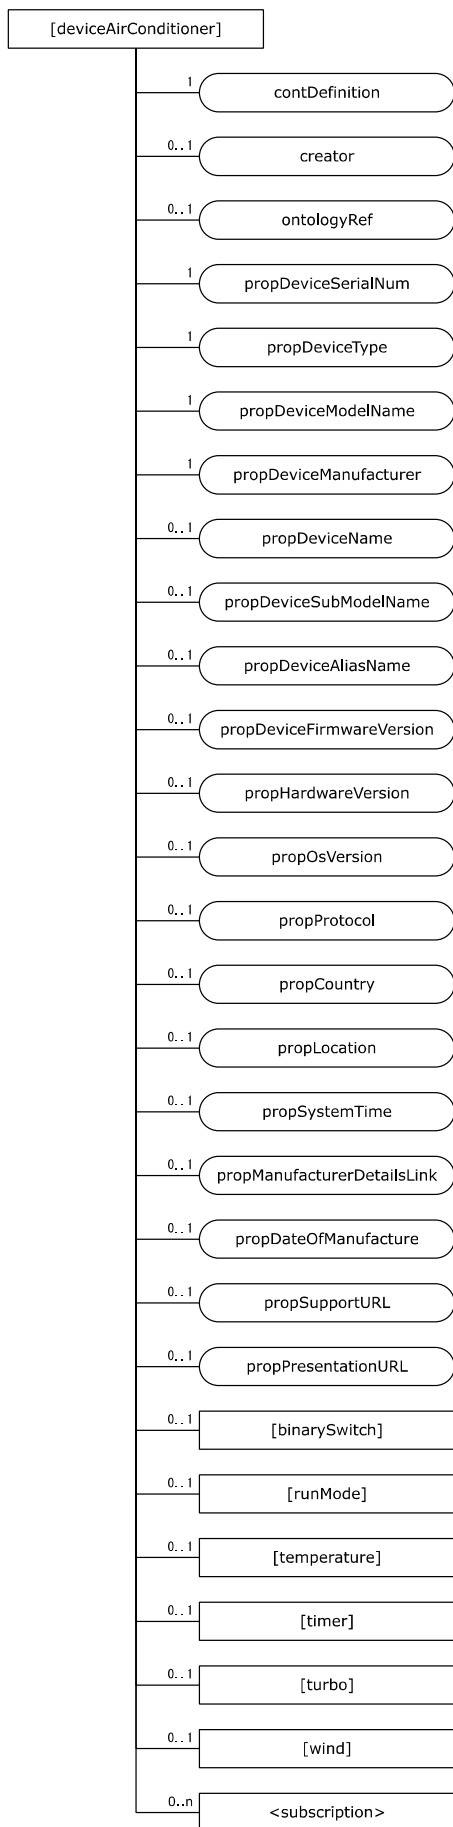 [deviceAirConditioner]
1
contDefinition
0..1
creator
0..1
ontologyRef
1
propDeviceSerialNum
1
propDeviceType
1
propDeviceModelName
1
propDeviceManufacturer
0..1
propDeviceName
0..1
propDeviceSubModelName
0..1
propDeviceAliasName
0..1
propDeviceFirmwareVersion
0..1
propHardwareVersion
0..1
propOsVersion
0..1
propProtocol
0..1
propCountry
0..1
propLocation
0..1
propSystemTime
0..1
propManufacturerDetailsLink
0..1
propDateOfManufacture
0..1
propSupportURL
0..1
propPresentationURL
0..1
[binarySwitch]
0..1
[runMode]
0..1
[temperature]
0..1
[timer]
0..1
[turbo]
0..1
[wind]
0..n
<subscription>